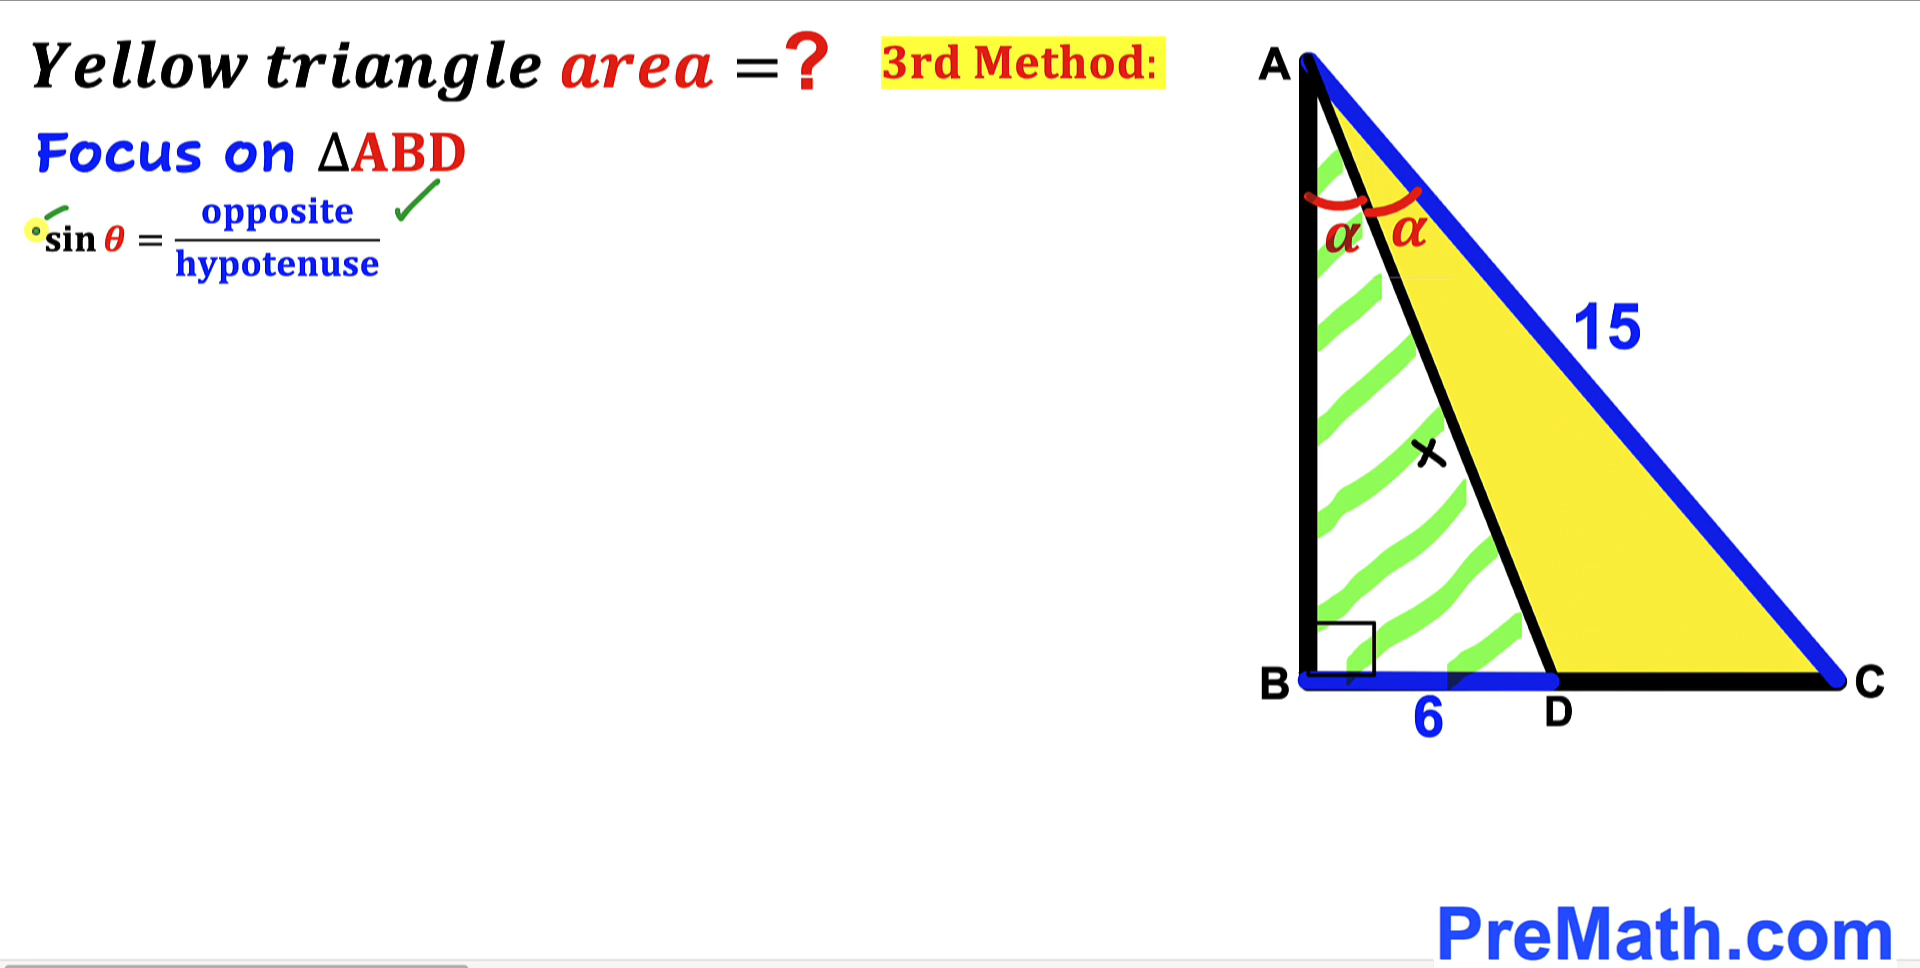 Yellow triangle area =? 3rd Method:
Focus on ΔABD
sin θ = opposite
hypotenuse
A
α α
15
x
B
C
6
D
PreMath.com